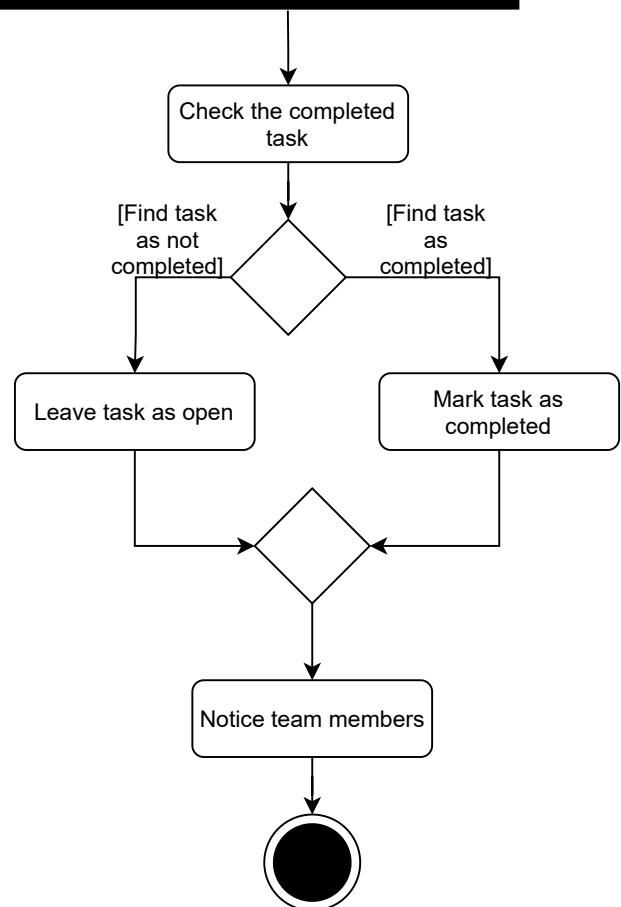 Check the completed
task
[Find task
as not
completed]
[Find task
as
completed]
Leave task as open
Mark task as
completed
Notice team members